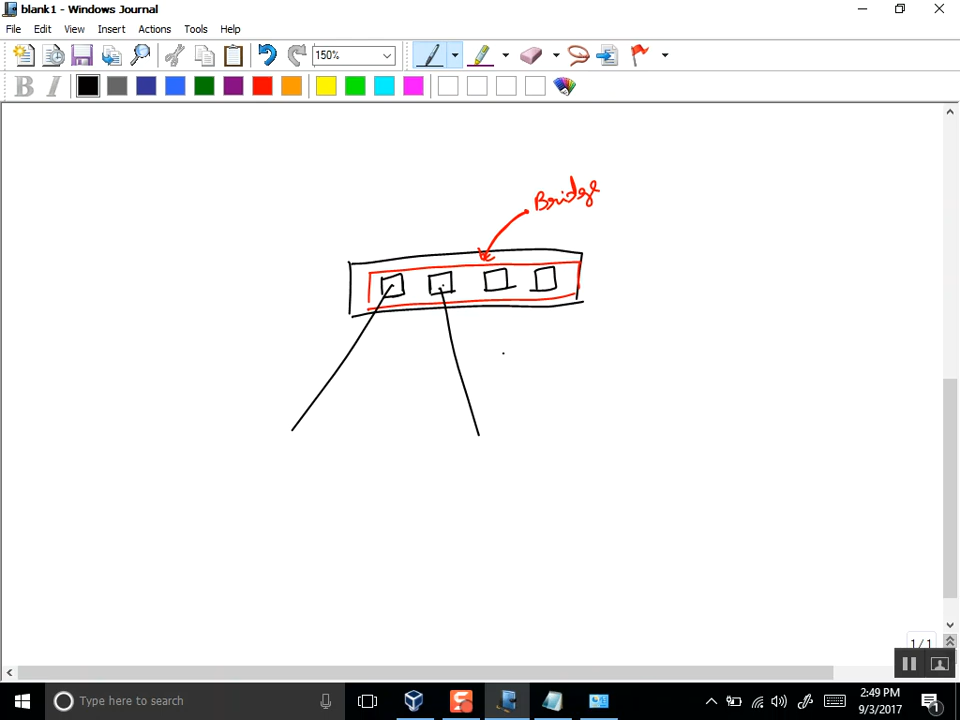 blank1 - Windows Journal
File Edit View Insert Actions Tools Help
150%
B I
Bridge
1/1
Type here to search
2:49 PM
9/3/2017
1